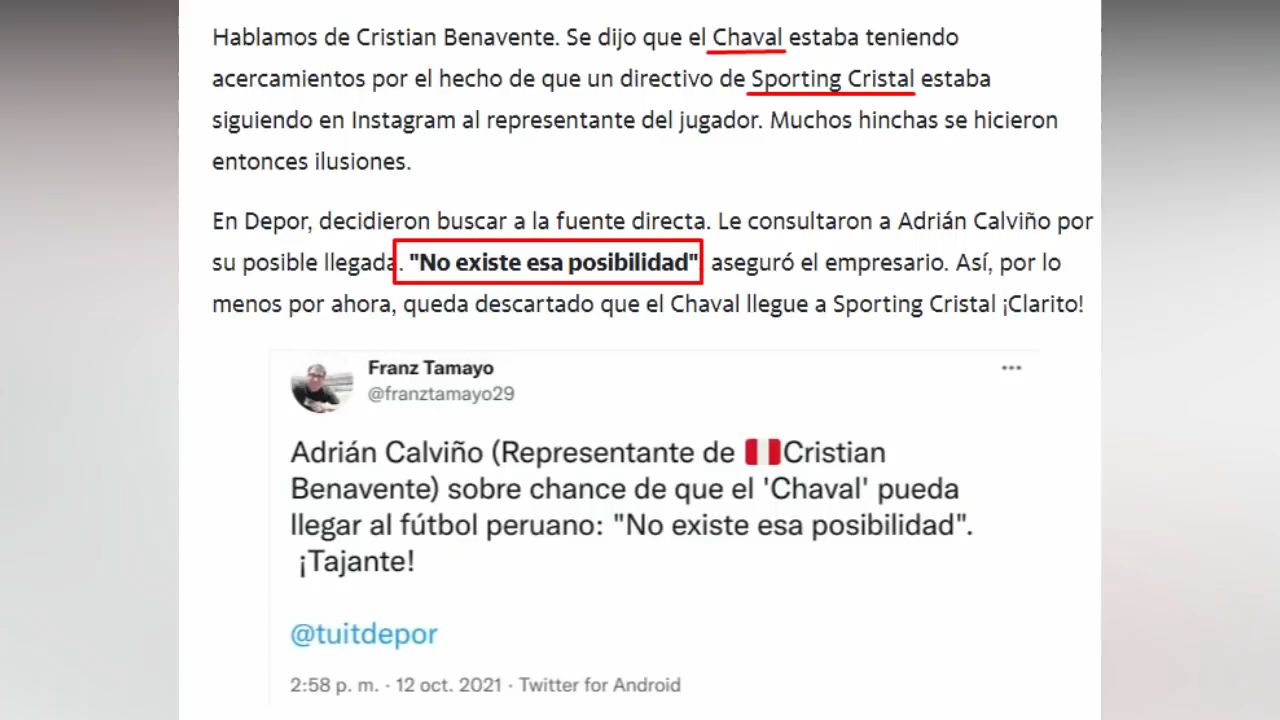 Hablamos de Cristian Benavente. Se dijo que el Chaval estaba teniendo
acercamientos por el hecho de que un directivo de Sporting Cristal estaba
siguiendo en Instagram al representante del jugador. Muchos hinchas se hicieron
entonces ilusiones.
En Depor, decidieron buscar a la fuente directa. Le consultaron a Adrián Calviño por
su posible llegada. "No existe esa posibilidad", aseguró el empresario. Así, por lo
menos por ahora, queda descartado que el Chaval llegue a Sporting Cristal ¡Clarito!
Franz Tamayo
@franztamayo29
Adrián Calviño (Representante de 🇵🇪Cristian
Benavente) sobre chance de que el 'Chaval' pueda
llegar al fútbol peruano: "No existe esa posibilidad".
¡Tajante!
@tuitdepor
2:58 p. m. · 12 oct. 2021 · Twitter for Android